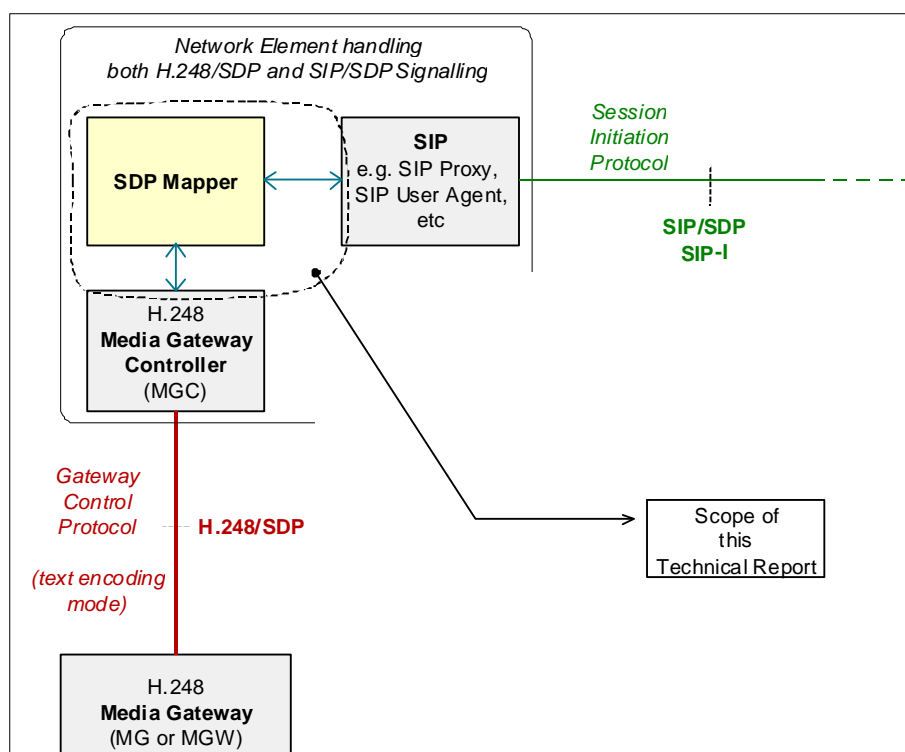 Network Element handling
both H.248/SDP and SIP/SDP Signalling
SDP Mapper
SIP
e.g. SIP Proxy,
SIP User Agent,
etc
Session
Initiation
Protocol
SIP/SDP
SIP-I
H.248
Media Gateway
Controller
(MGC)
Gateway
Control
Protocol
H.248/SDP
(text encoding
mode)
Scope of
this
Technical Report
H.248
Media Gateway
(MG or MGW)